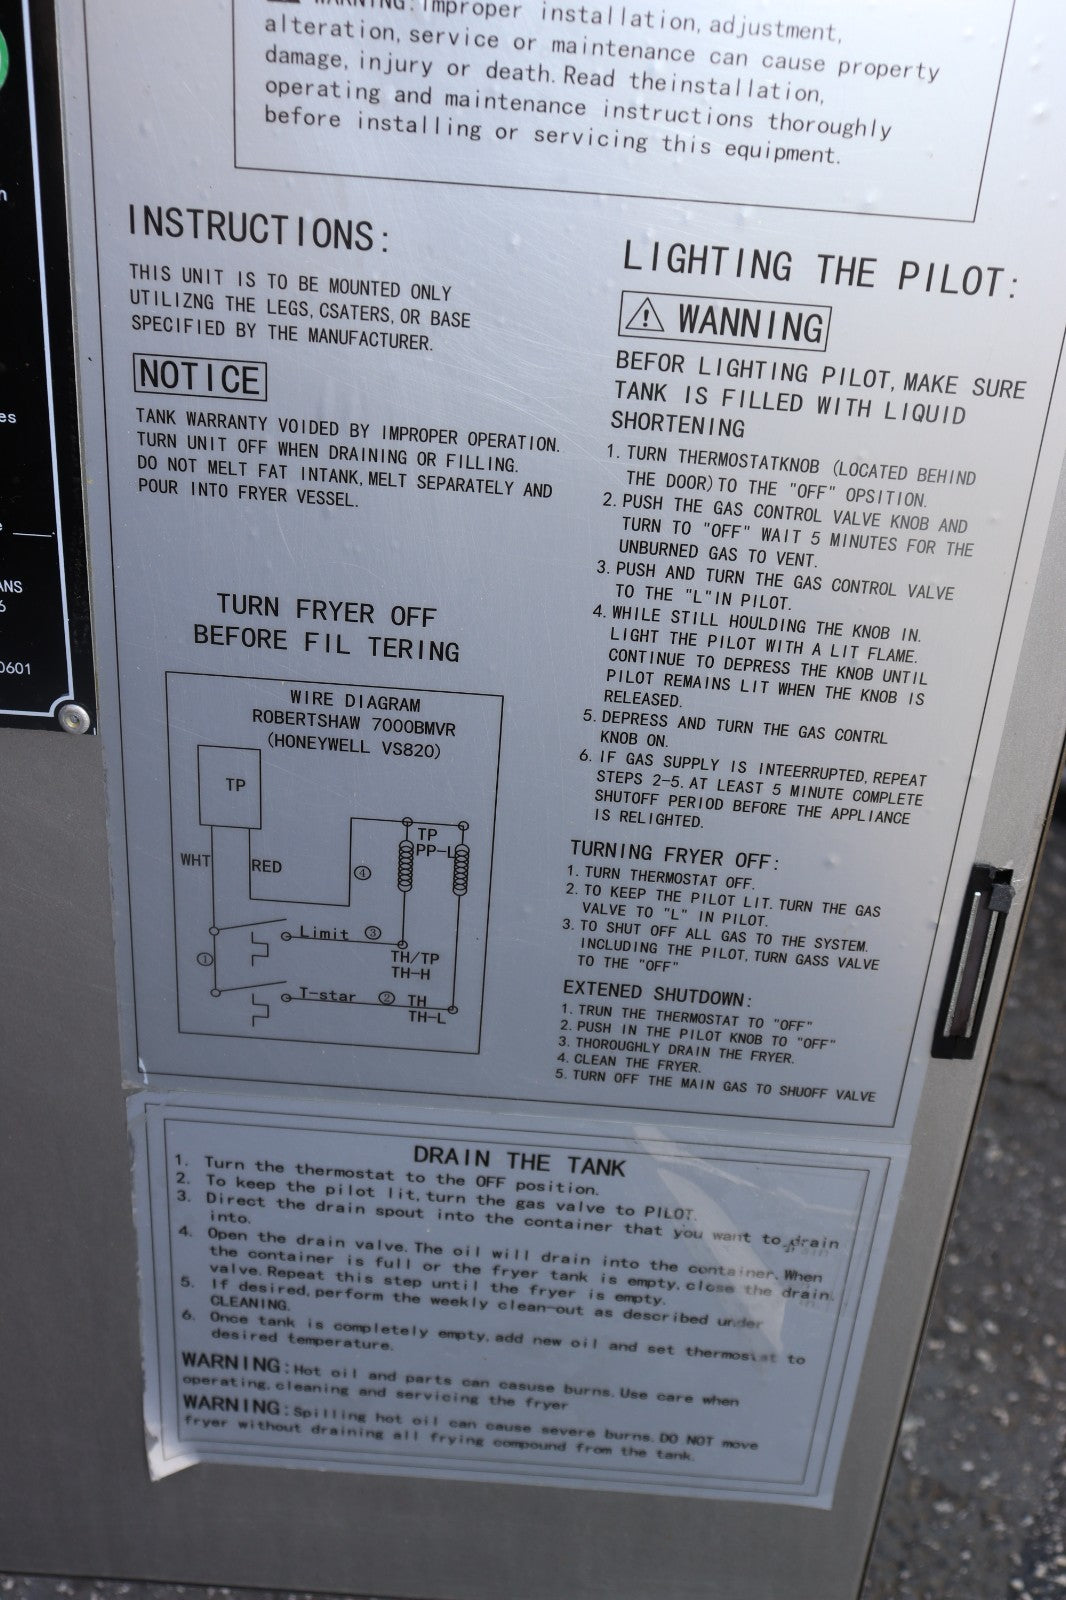 WARNING: Improper installation, adjustment,
alteration, service or maintenance can cause property
damage, injury or death. Read theinstallation,
operating and maintenance instructions thoroughly
before installing or servicing this equipment.
INSTRUCTIONS:
THIS UNIT IS TO BE MOUNTED ONLY
UTILIZNG THE LEGS, CSATERS, OR BASE
SPECIFIED BY THE MANUFACTURER.
NOTICE
TANK WARRANTY VOIDED BY IMPROPER OPERATION.
TURN UNIT OFF WHEN DRAINING OR FILLING.
DO NOT MELT FAT INTANK, MELT SEPARATELY AND
POUR INTO FRYER VESSEL.
TURN FRYER OFF
BEFORE FIL TERING
WIRE DIAGRAM
ROBERTSHAW 7000BMVR
(HONEYWELL VS820)
TP
WHT
RED
④
TP
PP-L
Limit ③
TH/TP
TH-H
①
T-star ② TH
TH-L
LIGHTING THE PILOT:
WANNING
BEFOR LIGHTING PILOT, MAKE SURE
TANK IS FILLED WITH LIQUID
SHORTENING
1. TURN THERMOSTATKNOB (LOCATED BEHIND
THE DOOR) TO THE "OFF" OPSITION.
2. PUSH THE GAS CONTROL VALVE KNOB AND
TURN TO "OFF" WAIT 5 MINUTES FOR THE
UNBURNED GAS TO VENT.
3. PUSH AND TURN THE GAS CONTROL VALVE
TO THE "L"IN PILOT.
4. WHILE STILL HOULDING THE KNOB IN.
LIGHT THE PILOT WITH A LIT FLAME.
CONTINUE TO DEPRESS THE KNOB UNTIL
PILOT REMAINS LIT WHEN THE KNOB IS
RELEASED.
5. DEPRESS AND TURN THE GAS CONTRL
KNOB ON.
6. IF GAS SUPPLY IS INTEERRUPTED, REPEAT
STEPS 2-5. AT LEAST 5 MINUTE COMPLETE
SHUTOFF PERIOD BEFORE THE APPLIANCE
IS RELIGHTED.
TURNING FRYER OFF:
1. TURN THERMOSTAT OFF.
2. TO KEEP THE PILOT LIT. TURN THE GAS
VALVE TO "L" IN PILOT.
3. TO SHUT OFF ALL GAS TO THE SYSTEM.
INCLUDING THE PILOT, TURN GASS VALVE
TO THE "OFF"
EXTENED SHUTDOWN:
1. TRUN THE THERMOSTAT TO "OFF"
2. PUSH IN THE PILOT KNOB TO "OFF"
3. THOROUGHLY DRAIN THE FRYER.
4. CLEAN THE FRYER.
5. TURN OFF THE MAIN GAS TO SHUOFF VALVE
DRAIN THE TANK
1. Turn the thermostat to the OFF position.
2. To keep the pilot lit, turn the gas valve to PILOT.
3. Direct the drain spout into the container that you want to drain
into.
4. Open the drain valve. The oil will drain into the container. When
the container is full or the fryer tank is empty, close the drain.
valve. Repeat this step until the fryer is empty.
5. If desired, perform the weekly clean-out as described under
CLEANING.
6. Once tank is completely empty, add new oil and set thermostat to
desired temperature.
WARNING: Hot oil and parts can casuse burns. Use care when
operating, cleaning and servicing the fryer
WARNING: Spilling hot oil can cause severe burns. DO NOT move
fryer without draining all frying compound from the tank.